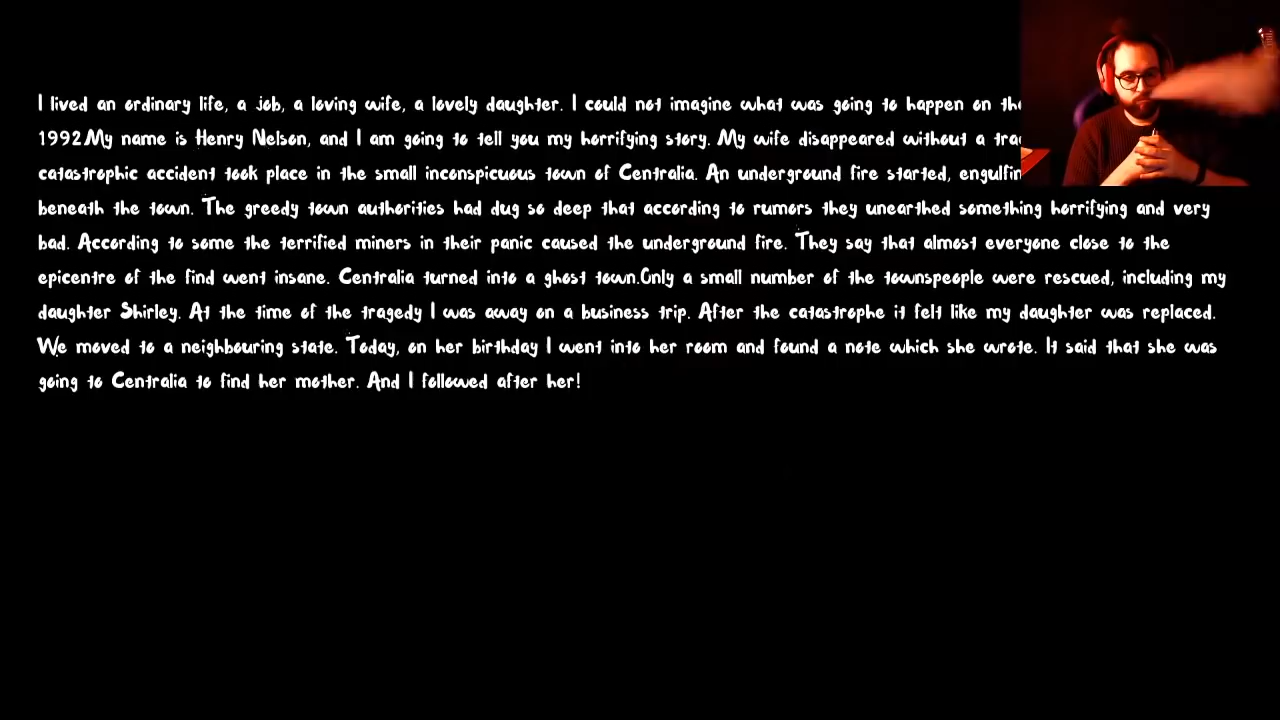 I lived an ordinary life, a job, a loving wife, a lovely daughter. I could not imagine what was going to happen on
1992.My name is Henry Nelson, and I am going to tell you my horrifying story. My wife disappeared without a
catastrophic accident took place in the small inconspicuous town of Centralia. An underground fire started,
beneath the town. The greedy town authorities had dug so deep that according to rumors they unearthed something horrifying and very
bad. According to some the terrified miners in their panic caused the underground fire. They say that almost everyone close to the
epicentre of the find went insane. Centralia turned into a ghost town.Only a small number of the townspeople were rescued, including my
daughter Shirley. At the time of the tragedy I was away on a business trip. After the catastrophe it felt like my daughter was replaced.
We moved to a neighbouring state. Today, on her birthday I went into her room and found a note which she wrote. It said that she was
going to Centralia to find her mother. And I followed after her!